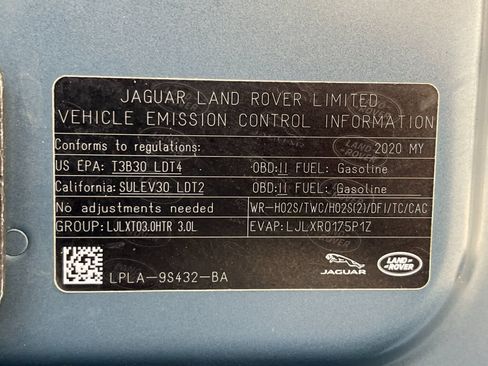 JAGUAR LAND ROVER LIMITED
VEHICLE EMISSION CONTROL INFORMATION
Conforms to regulations: 2020 MY
US EPA: T3B30 LDT4 OBD:II FUEL: Gasoline
California: SULEV30 LDT2 OBD:II FUEL: Gasoline
No adjustments needed WR-HO2S/TWC/HO2S(2)/DFI/TC/CAC
GROUP: LJLXT03.0HTR 3.0L EVAP: LJLXR0175P1Z
LPLA-9S432-BA
JAGUAR
LAND
ROVER